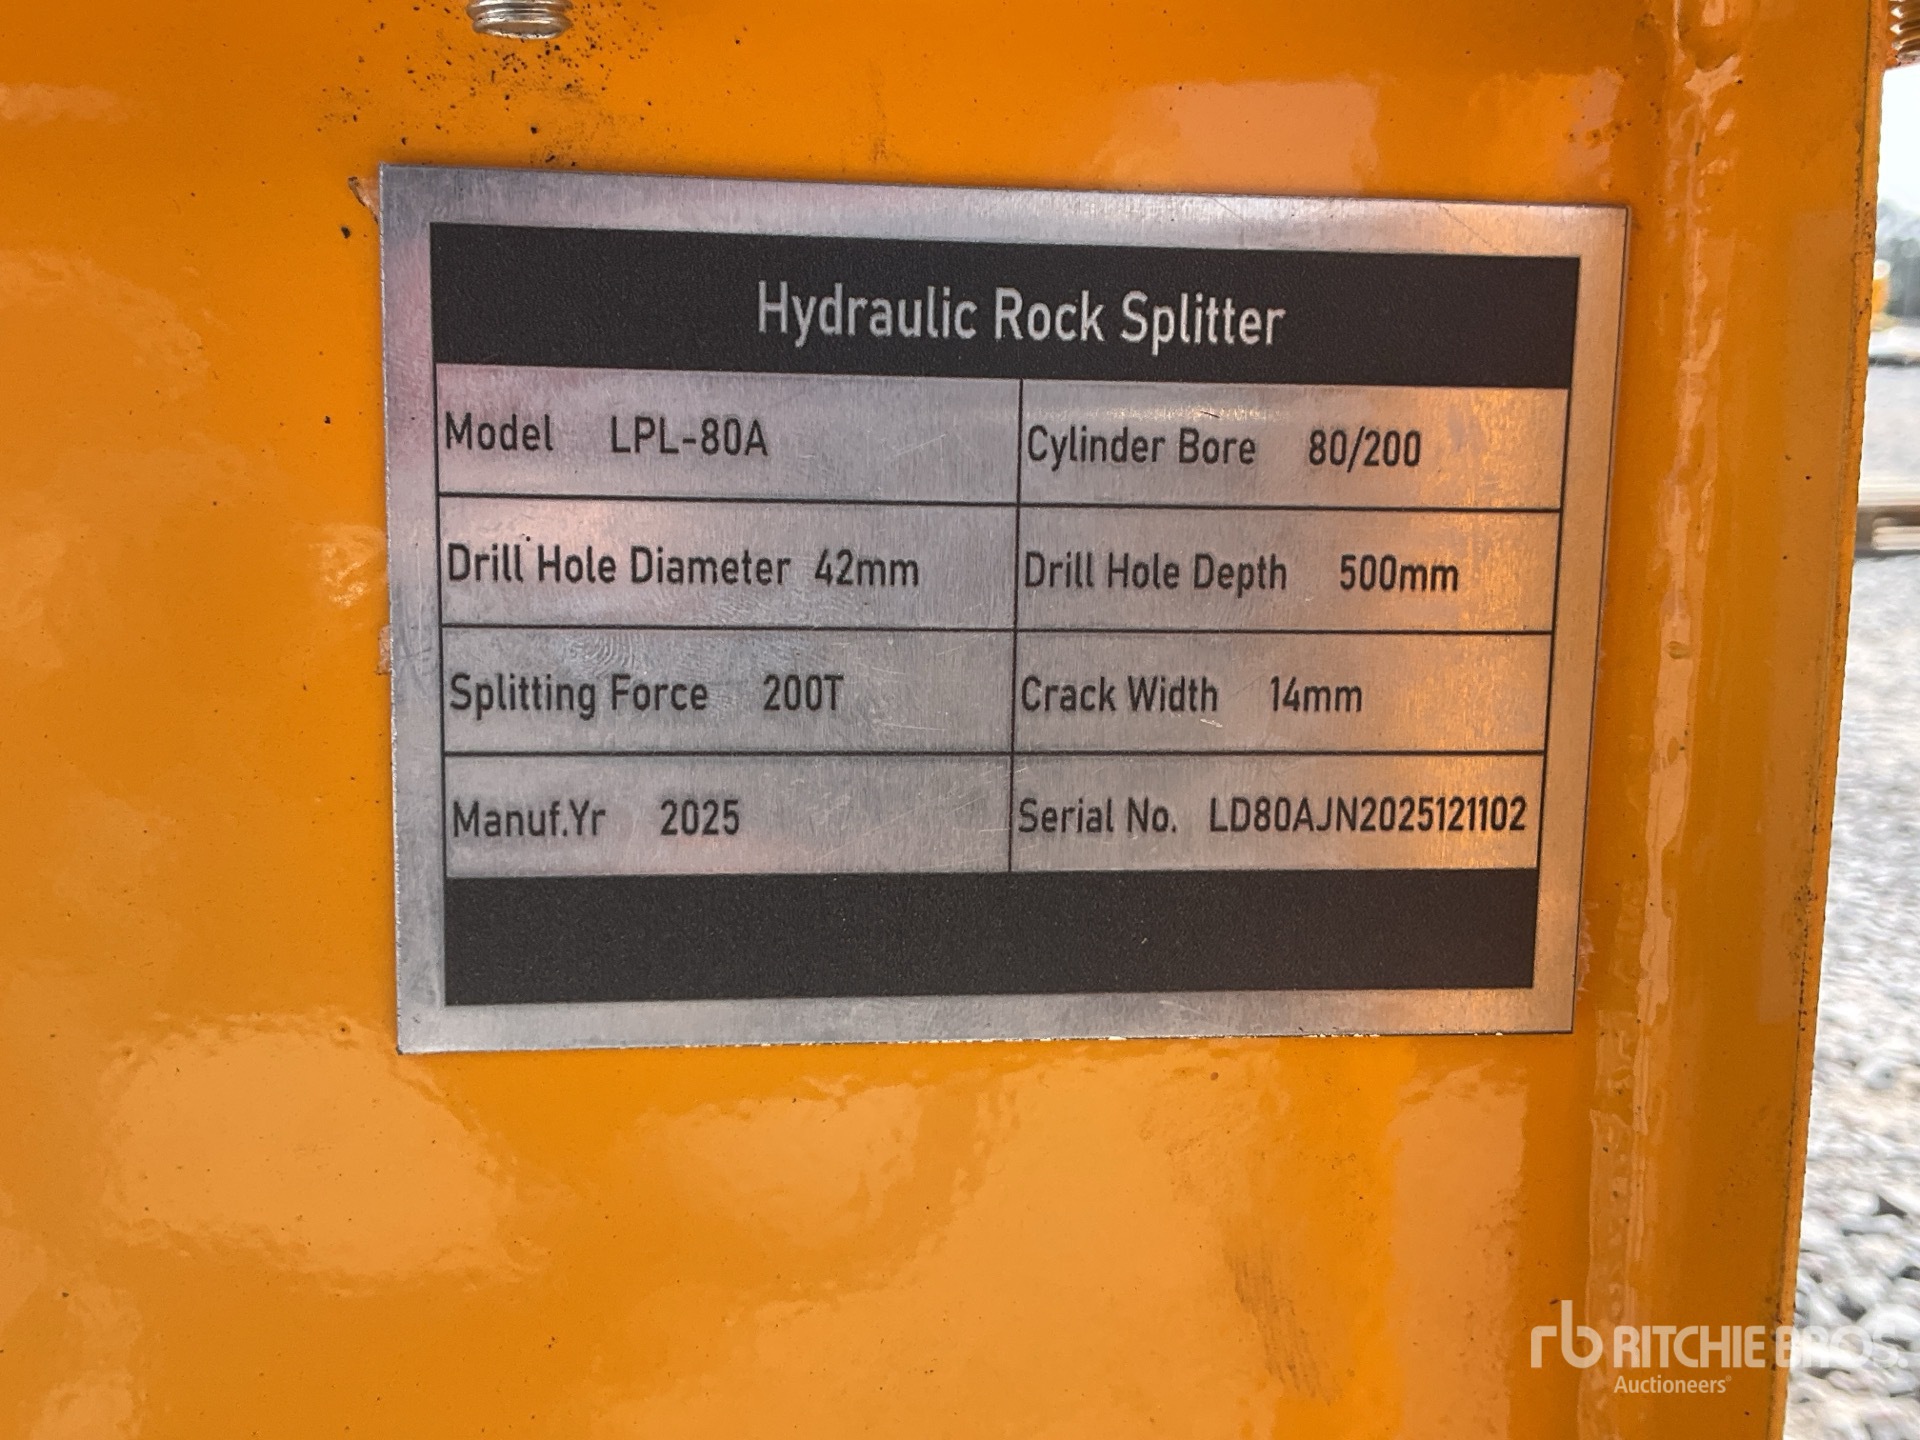 Hydraulic Rock Splitter
Model LPL-80A Cylinder Bore 80/200
Drill Hole Diameter 42mm Drill Hole Depth 500mm
Splitting Force 200T Crack Width 14mm
Manuf.Yr 2025 Serial No. LD80AJN2025121102
rb RITCHIE BROS.
Auctioneers